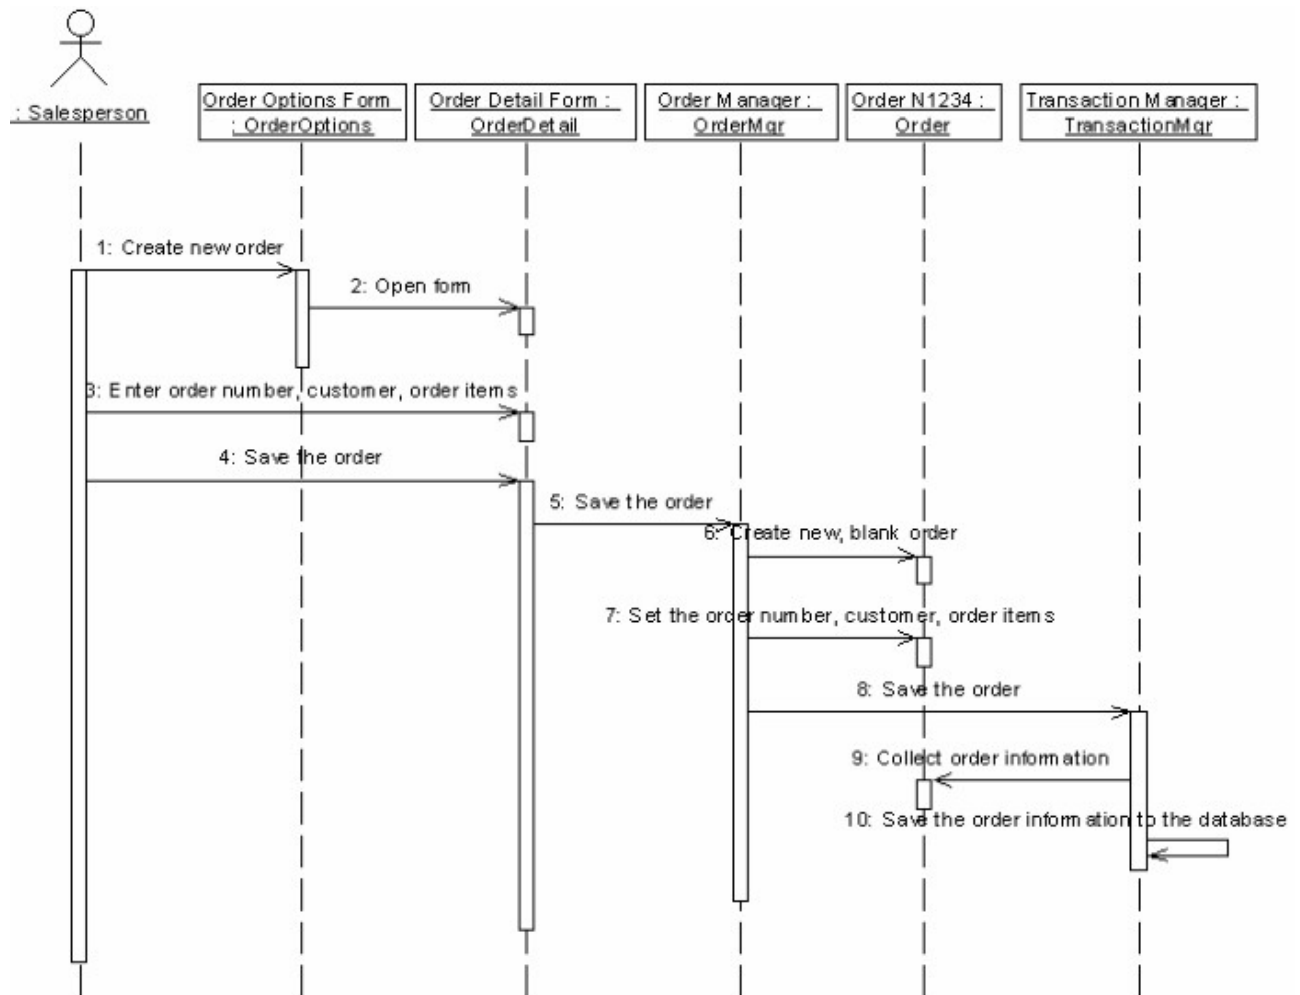 : Salesperson
Order Options Form
: OrderOptions
Order Detail Form :
OrderDetail
Order Manager :
OrderMgr
Order N1234 :
Order
Transaction Manager :
TransactionMgr
1: Create new order
2: Open form
3: Enter order number, customer, order items
4: Save the order
5: Save the order
6: Create new, blank order
7: Set the order number, customer, order items
8: Save the order
9: Collect order information
10: Save the order information to the database